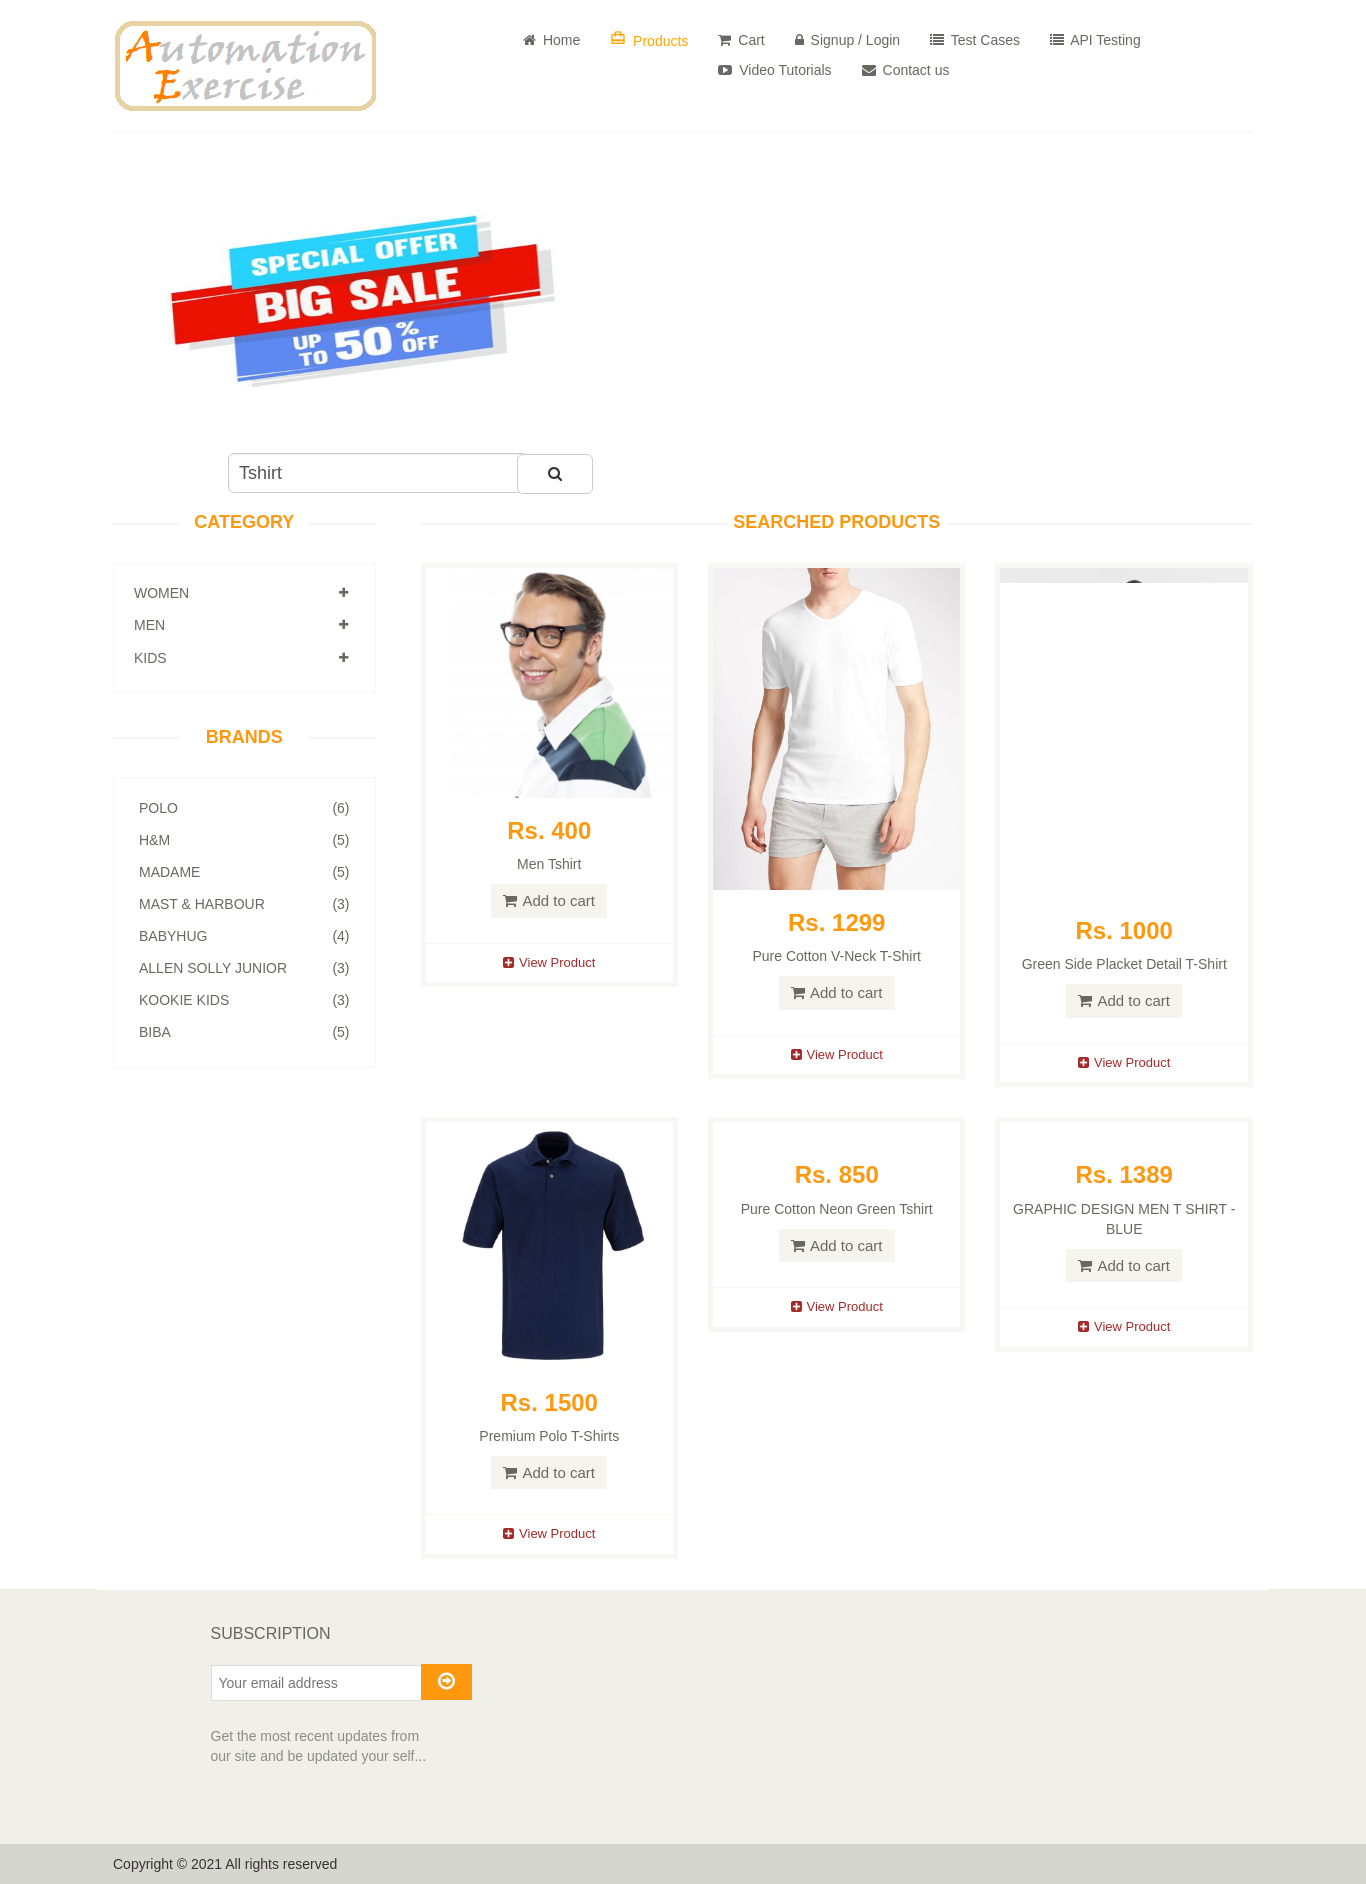 Automation
Exercise
Home
Products
Cart
Signup / Login
Test Cases
API Testing
Video Tutorials
Contact us
SPECIAL OFFER
BIG SALE
UP TO 50% OFF
Tshirt
CATEGORY
WOMEN
MEN
KIDS
BRANDS
POLO (6)
H&M (5)
MADAME (5)
MAST & HARBOUR (3)
BABYHUG (4)
ALLEN SOLLY JUNIOR (3)
KOOKIE KIDS (3)
BIBA (5)
SEARCHED PRODUCTS
Rs. 400
Men Tshirt
Add to cart
View Product
Rs. 1299
Pure Cotton V-Neck T-Shirt
Add to cart
View Product
Rs. 1000
Green Side Placket Detail T-Shirt
Add to cart
View Product
Rs. 1500
Premium Polo T-Shirts
Add to cart
View Product
Rs. 850
Pure Cotton Neon Green Tshirt
Add to cart
View Product
Rs. 1389
GRAPHIC DESIGN MEN T SHIRT -
BLUE
Add to cart
View Product
SUBSCRIPTION
Your email address
Get the most recent updates from
our site and be updated your self...
Copyright © 2021 All rights reserved